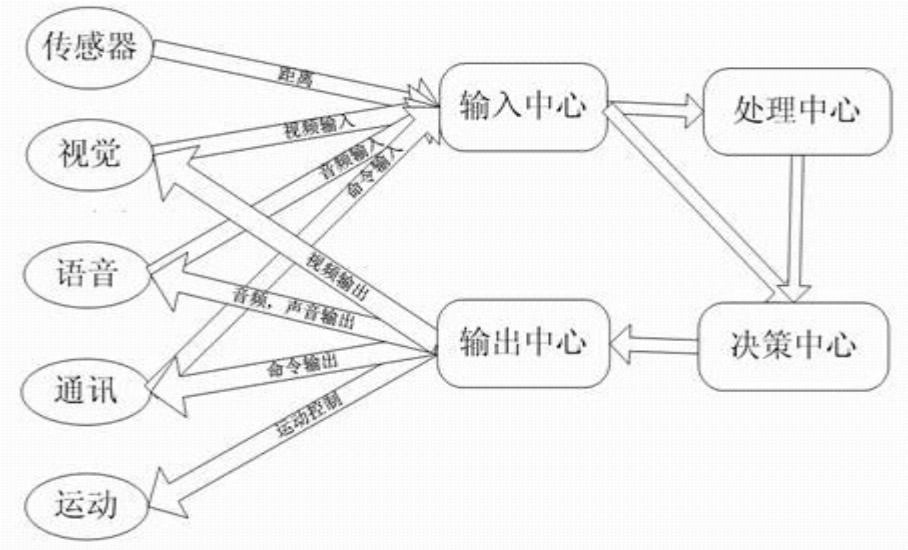 传感器
距离
输入中心
处理中心
视觉
视频输入
音频输入
命令输入
语音
视频输出
音频，声音输出
输出中心
决策中心
通讯
命令输出
运动控制
运动